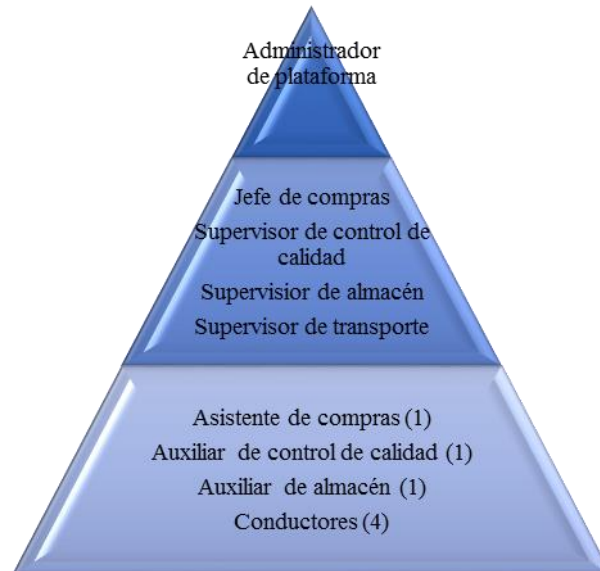 Administrador
de plataforma
Jefe de compras
Supervisor de control de
calidad
Supervisior de almacén
Supervisor de transporte
Asistente de compras (1)
Auxiliar de control de calidad (1)
Auxiliar de almacén (1)
Conductores (4)